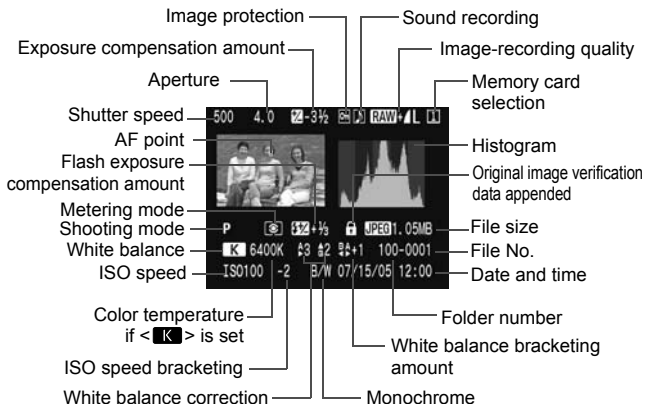 Image protection
Sound recording
Exposure compensation amount
Image-recording quality
Aperture
Memory card
selection
Shutter speed
500 4.0 -3½ RAW+ L 1
AF point
Histogram
Flash exposure
compensation amount
Original image verification
data appended
Metering mode
Shooting mode
P +⅓ JPEG 1.05MB
File size
White balance
K 6400K A3 G2 +1 100-0001
File No.
ISO speed
ISO100 -2 B/W 07/15/05 12:00
Date and time
Color temperature
if < K > is set
Folder number
ISO speed bracketing
White balance bracketing
amount
White balance correction
Monochrome